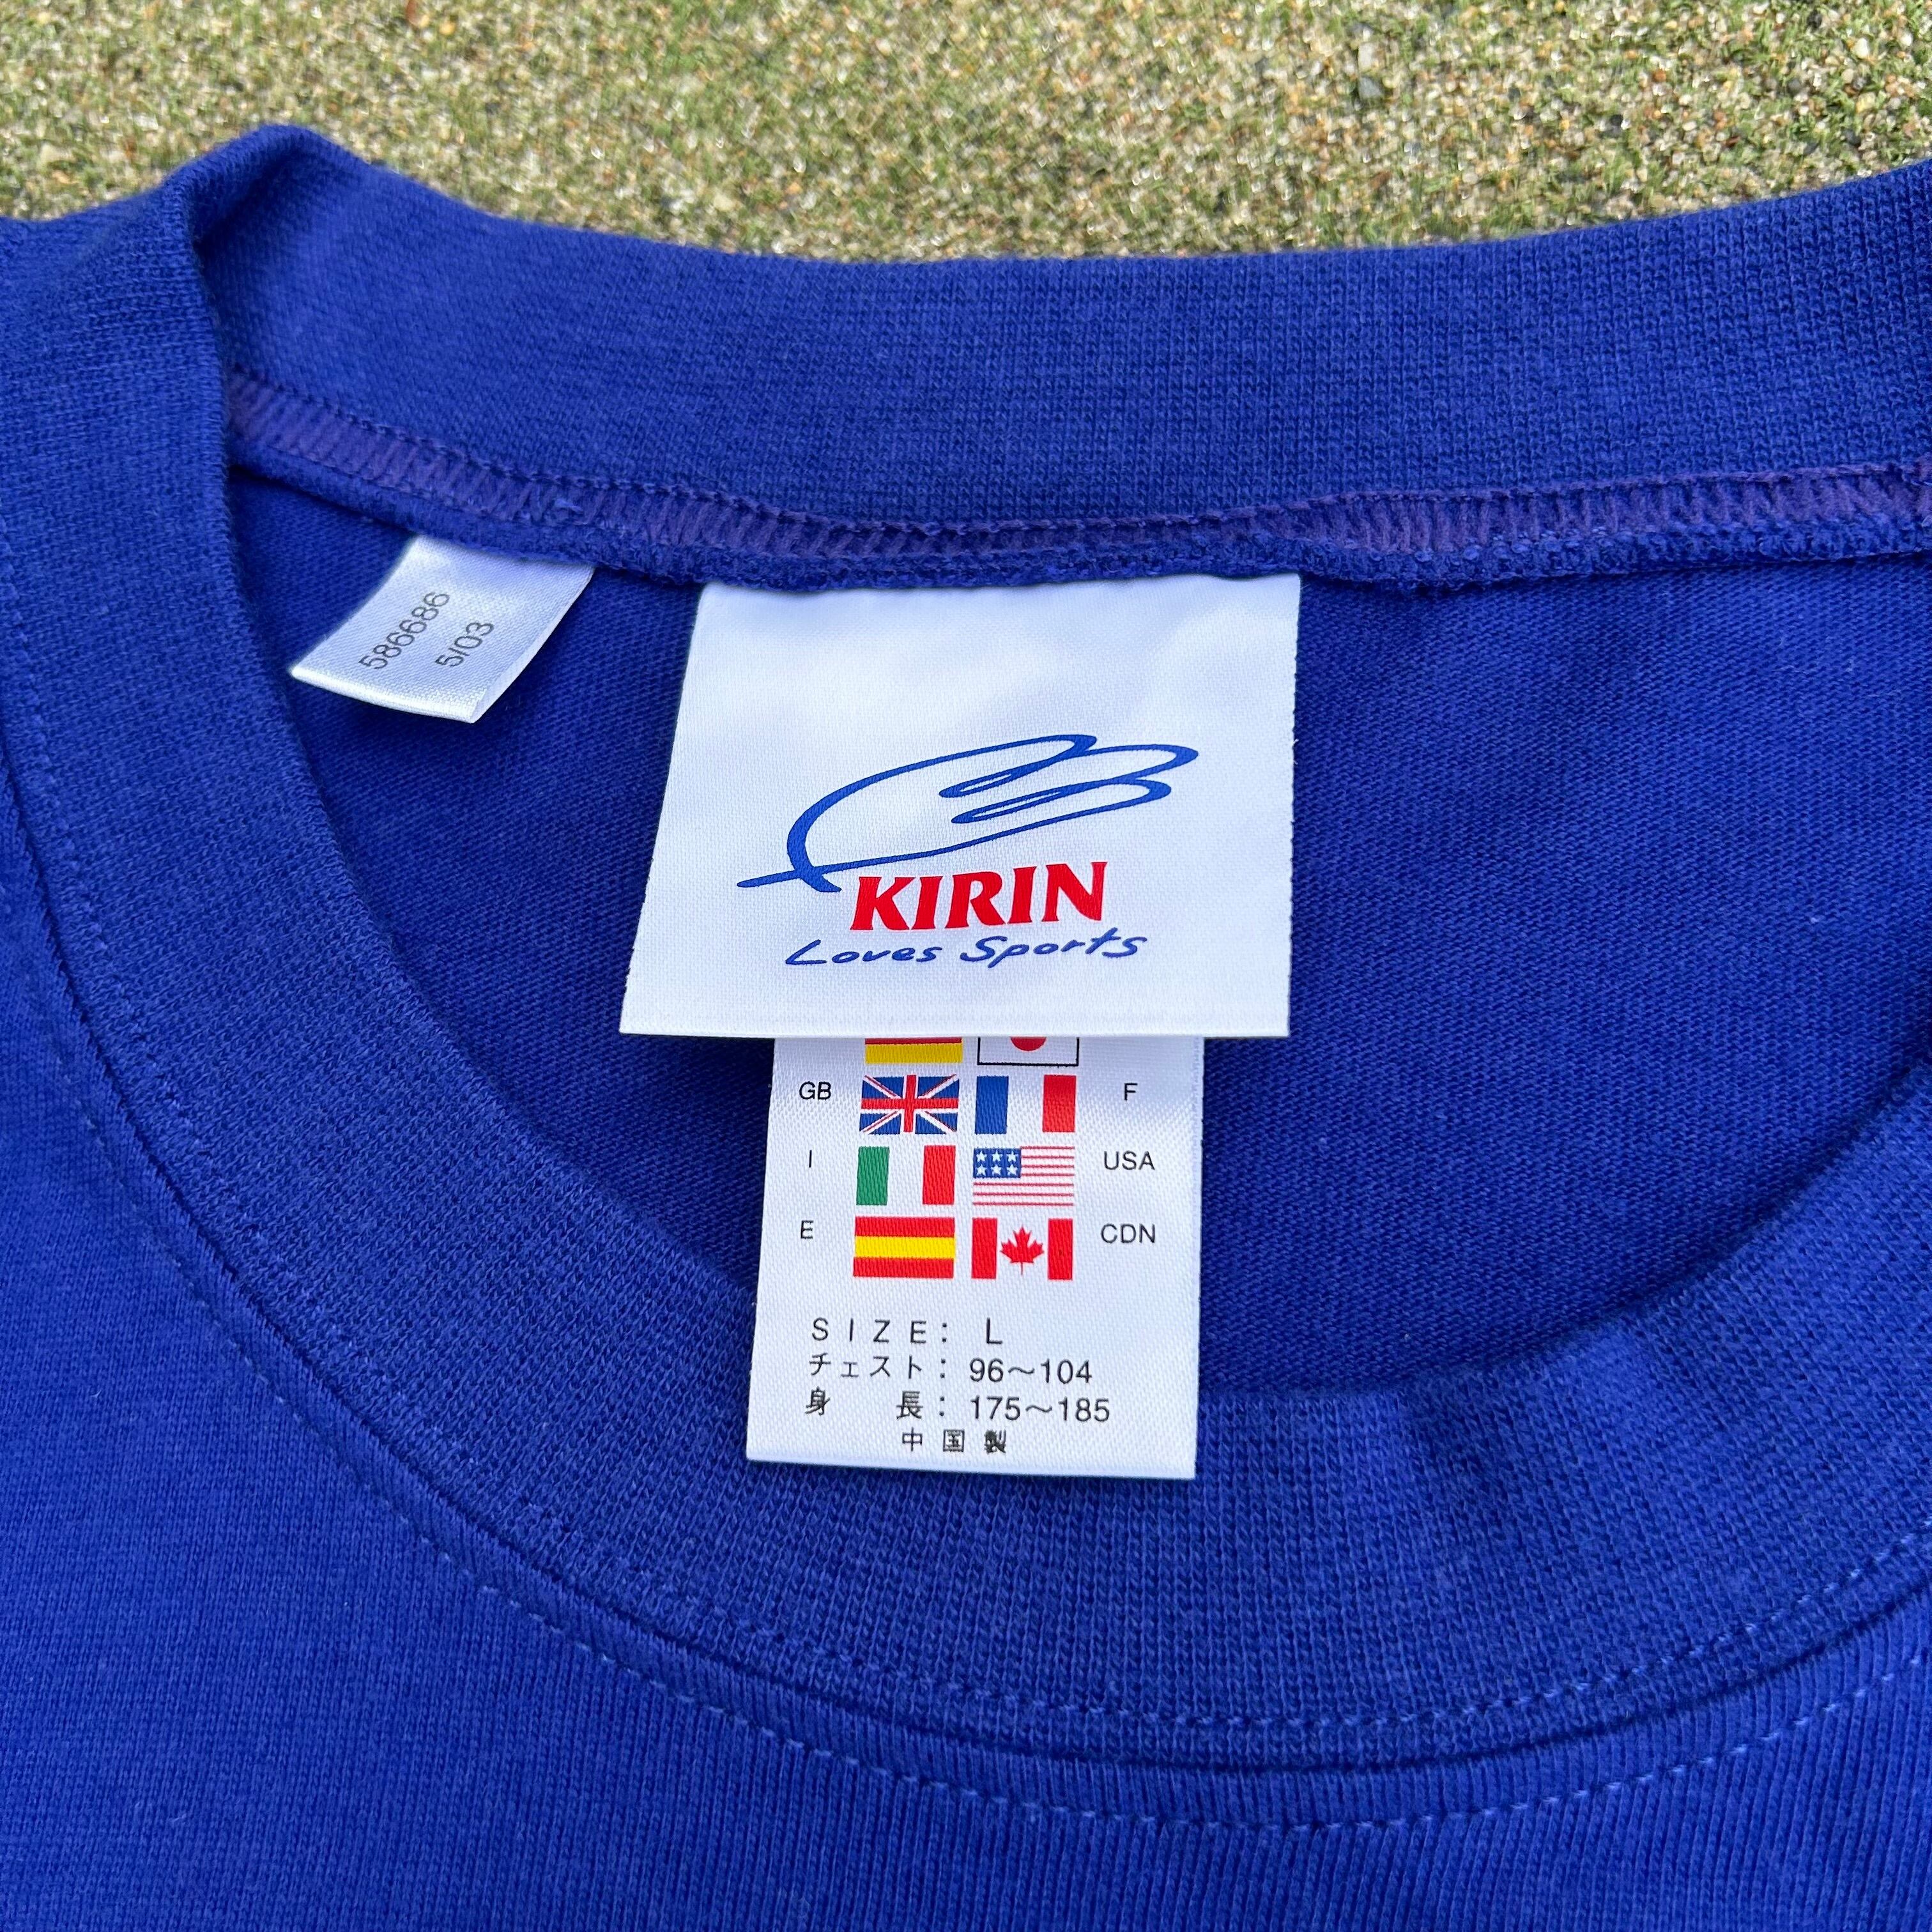 586686
5/03
KIRIN
Loves Sports
GB F
I USA
E CDN
SIZE: L
チェスト: 96～104
身長: 175～185
中国製